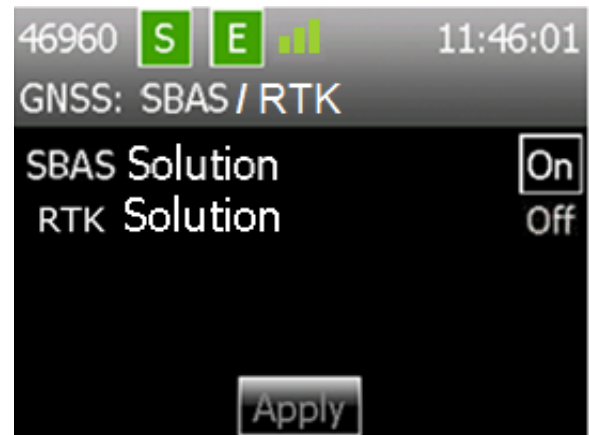 46960 S E 11:46:01
GNSS: SBAS / RTK
SBAS Solution On
RTK Solution Off
Apply